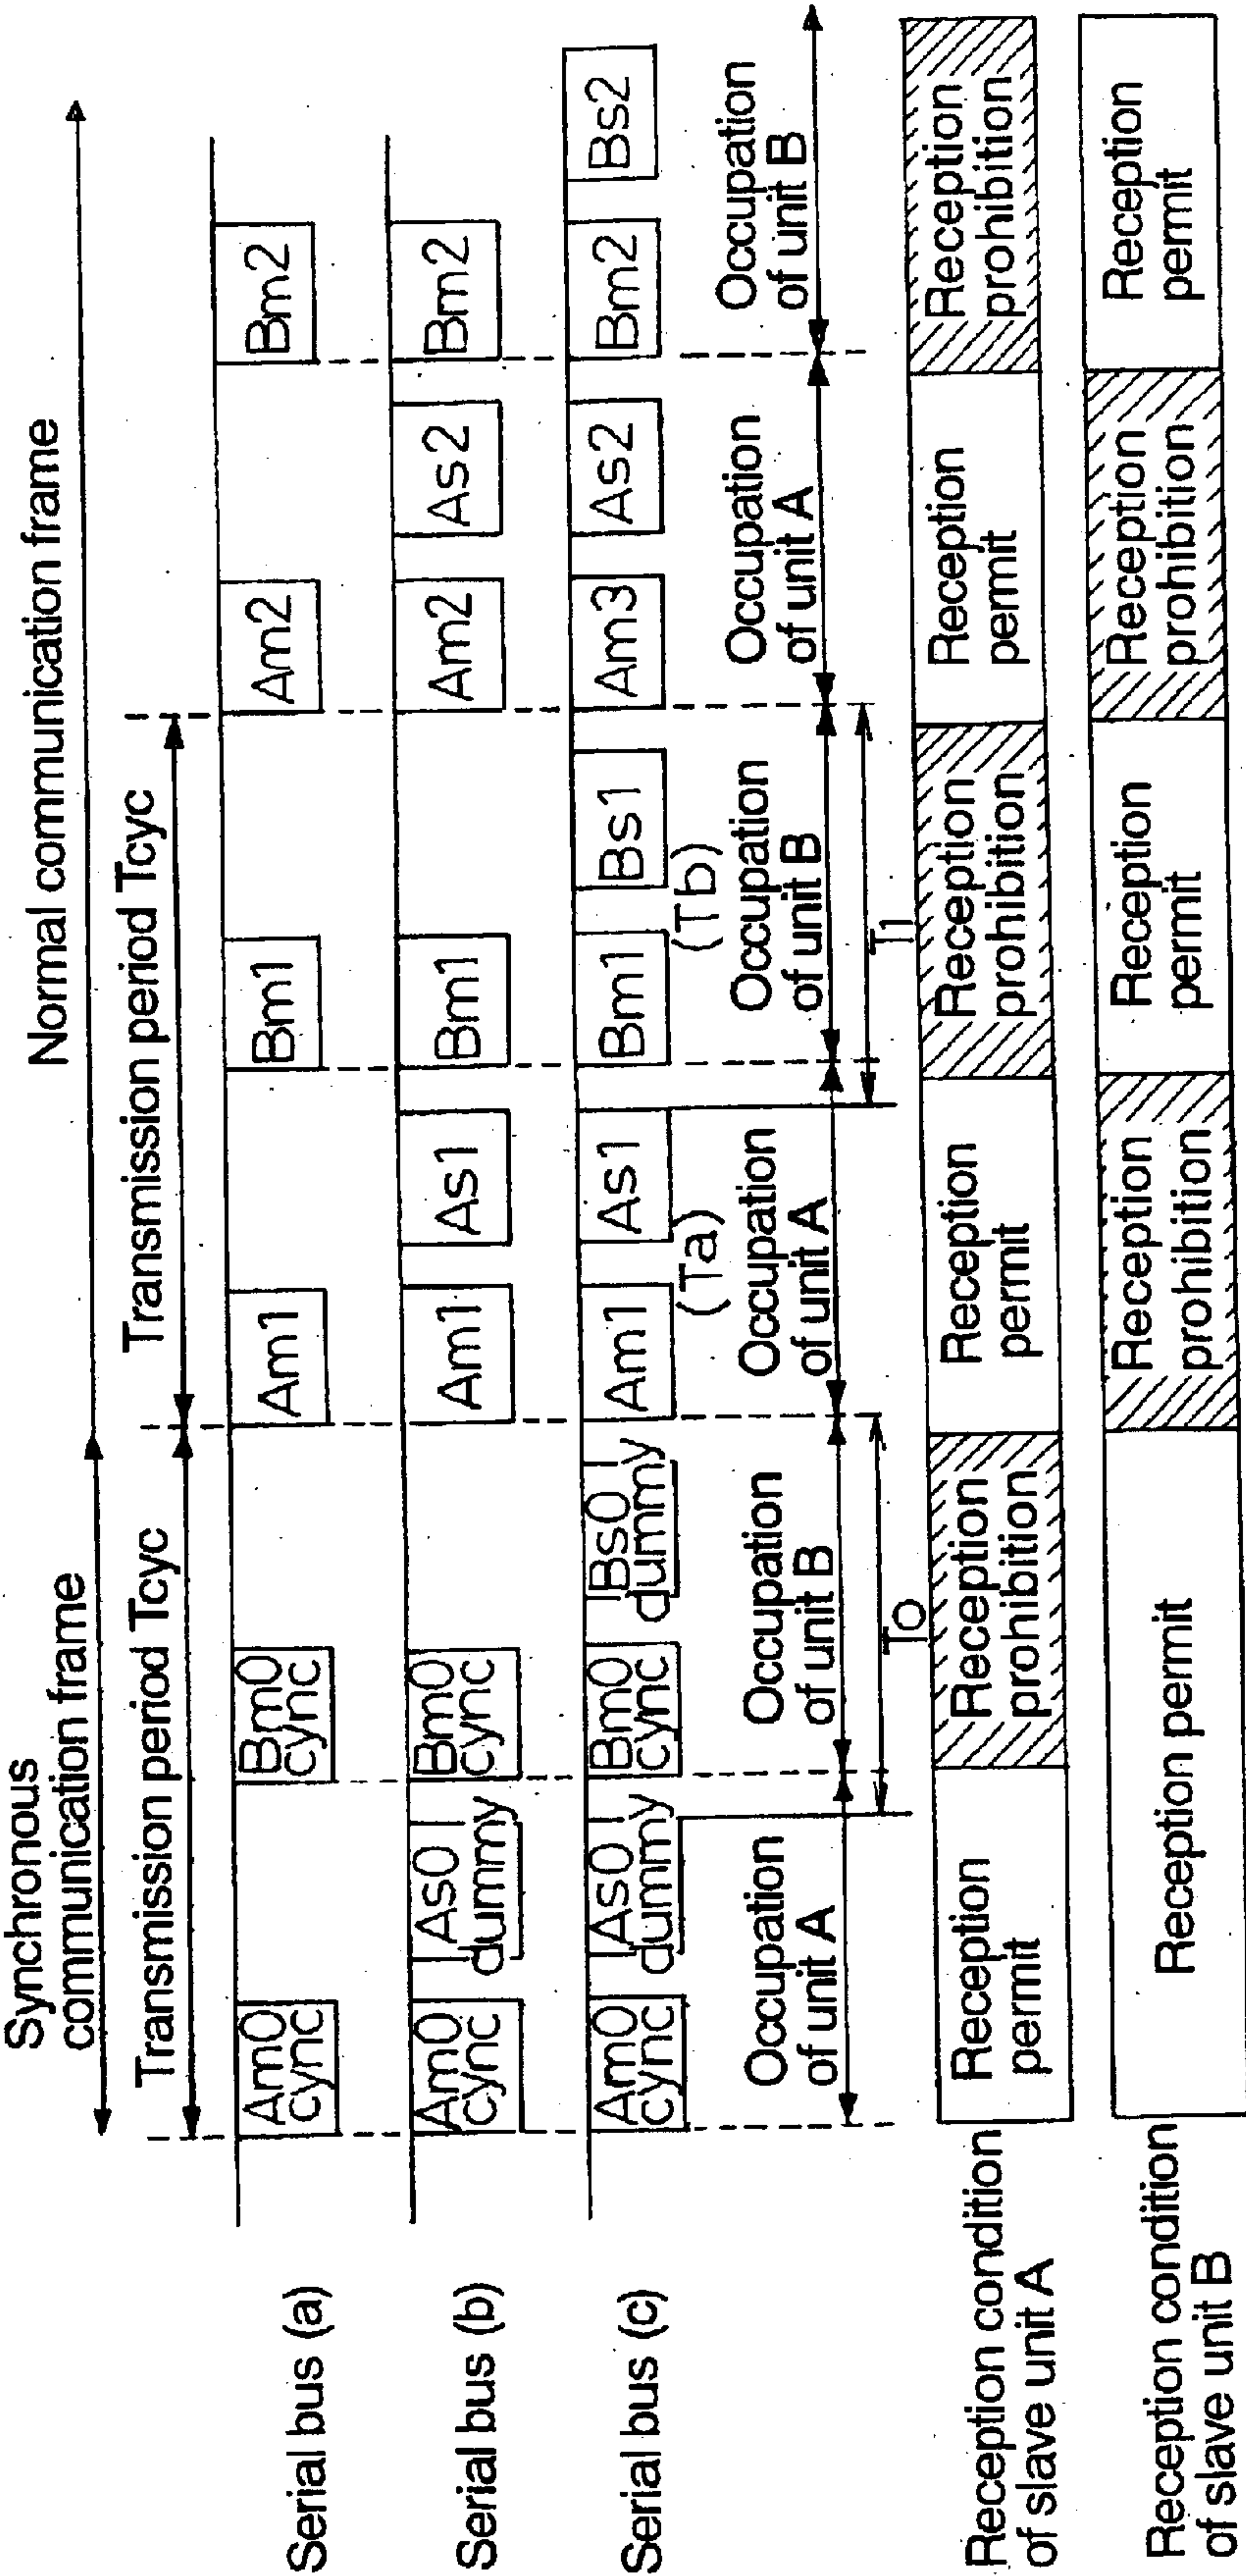 Synchronous
communication frame
Normal communication frame
Transmission period Tcyc
Transmission period Tcyc
Serial bus (a)
Am0
cync
Bm0
cync
Am1
Bm1
Am2
Bm2
Serial bus (b)
Am0
cync
As0
dummy
Bm0
cync
Am1
As1
Bm1
Am2
As2
Bm2
Serial bus (c)
Am0
cync
As0
dummy
Bm0
cync
Bs0
dummy
Am1
As1
Bm1
Bs1
Am3
As2
Bm2
Bs2
(Ta)
(Tb)
Occupation
of unit A
Occupation
of unit B
Occupation
of unit A
Occupation
of unit B
Occupation
of unit A
Occupation
of unit B
T0
T1
Reception condition
of slave unit A
Reception
permit
Reception
prohibition
Reception
permit
Reception
prohibition
Reception
permit
Reception
prohibition
Reception condition
of slave unit B
Reception permit
Reception
prohibition
Reception
permit
Reception
prohibition
Reception
permit